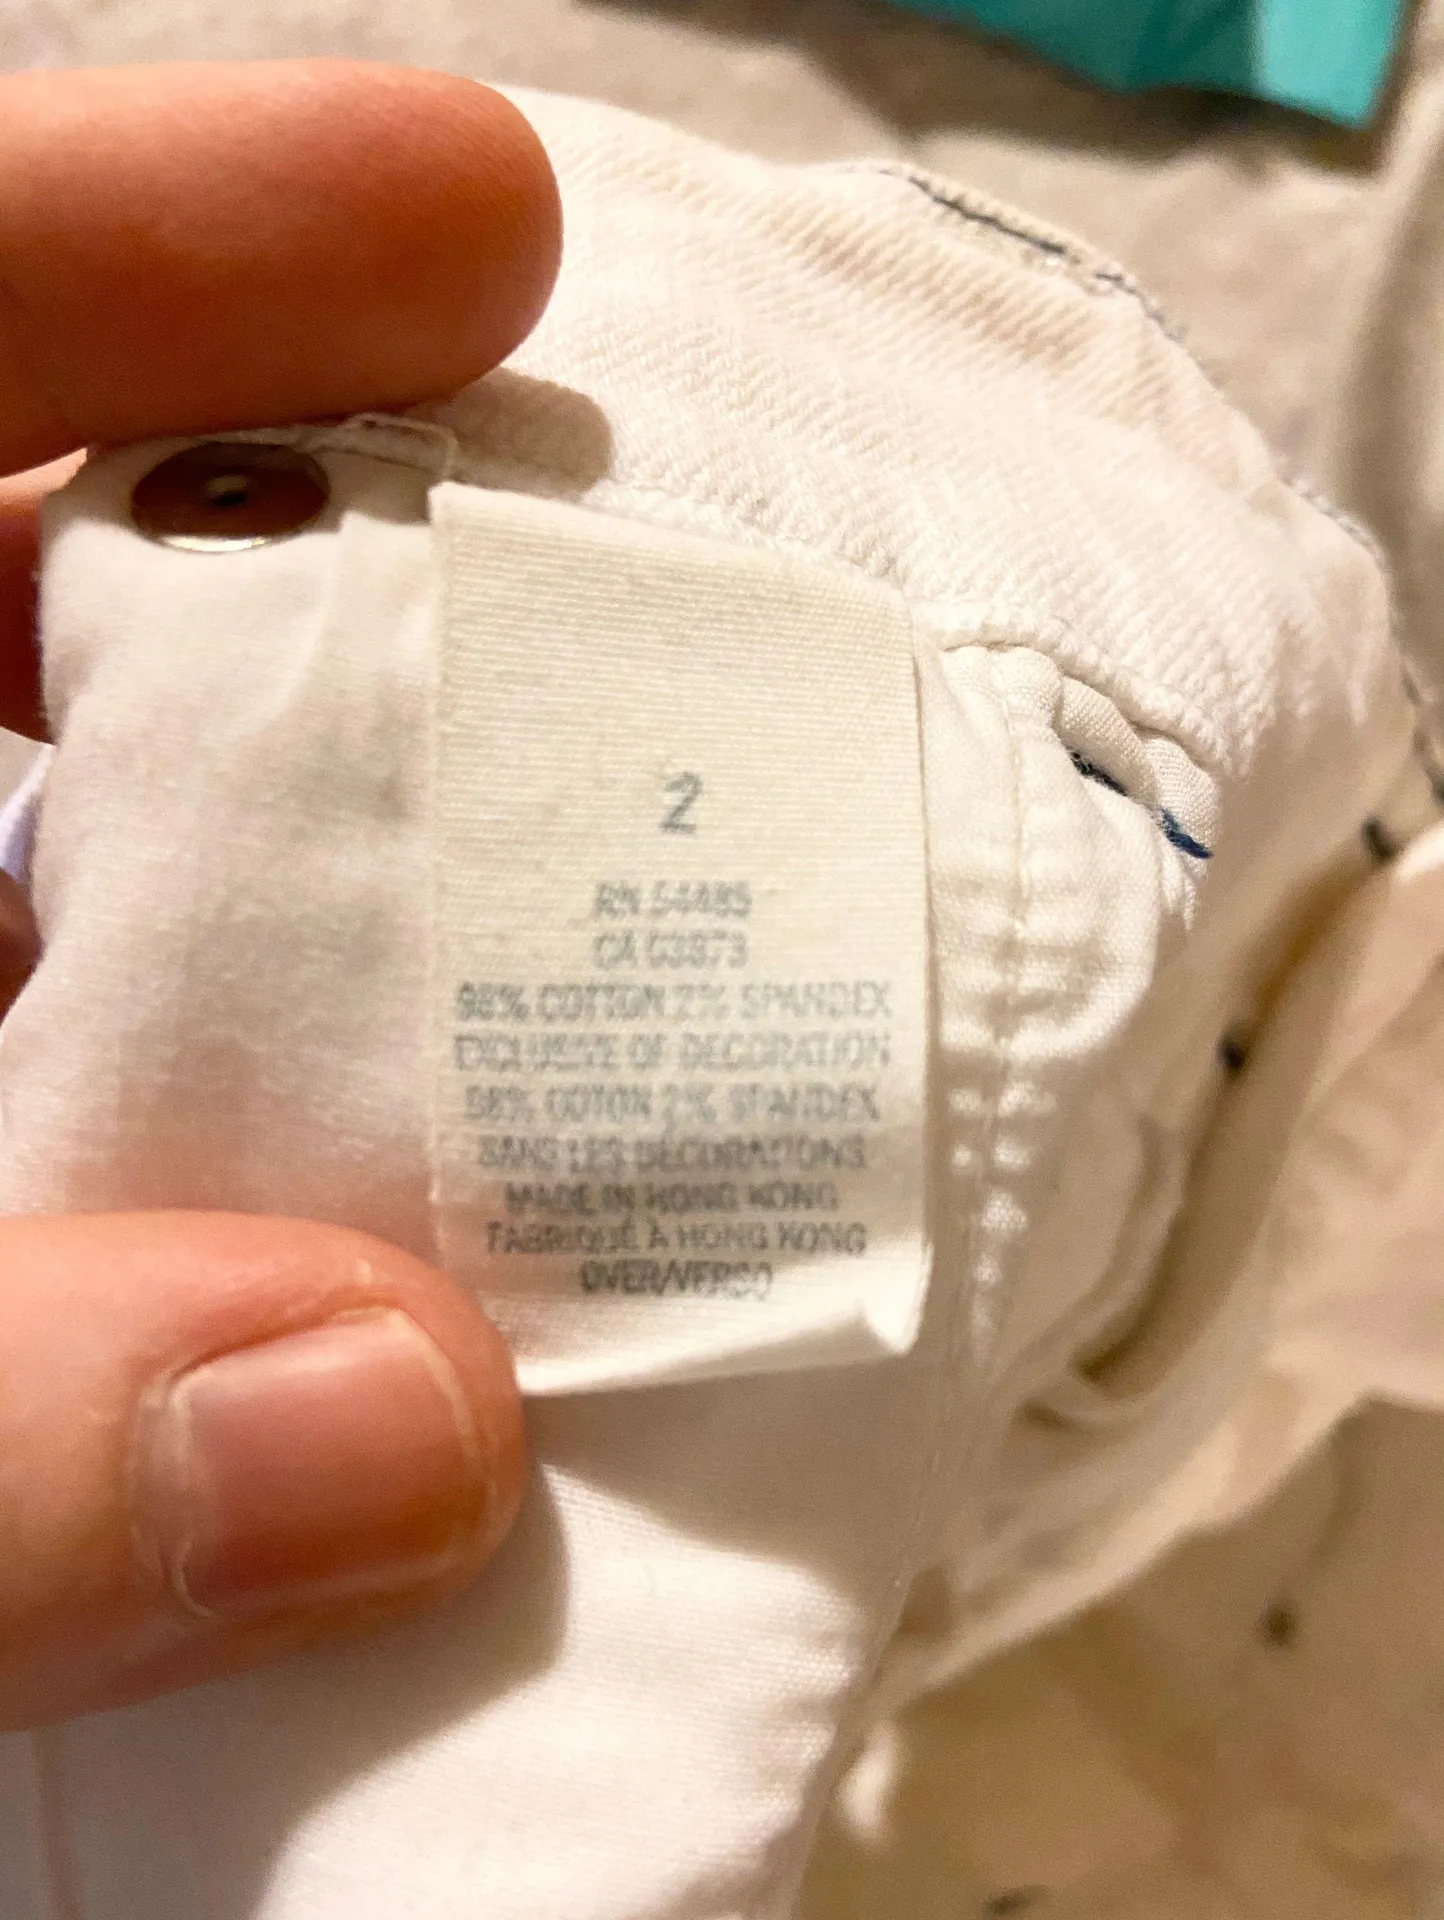 2
RN 54485
CA 03873
98% COTTON 2% SPANDEX
EXCLUSIVE OF DECORATION
98% COTON 2% SPANDEX
SANS LES DÉCORATIONS
MADE IN HONG KONG
FABRIQUÉ À HONG KONG
OVER/VERSO